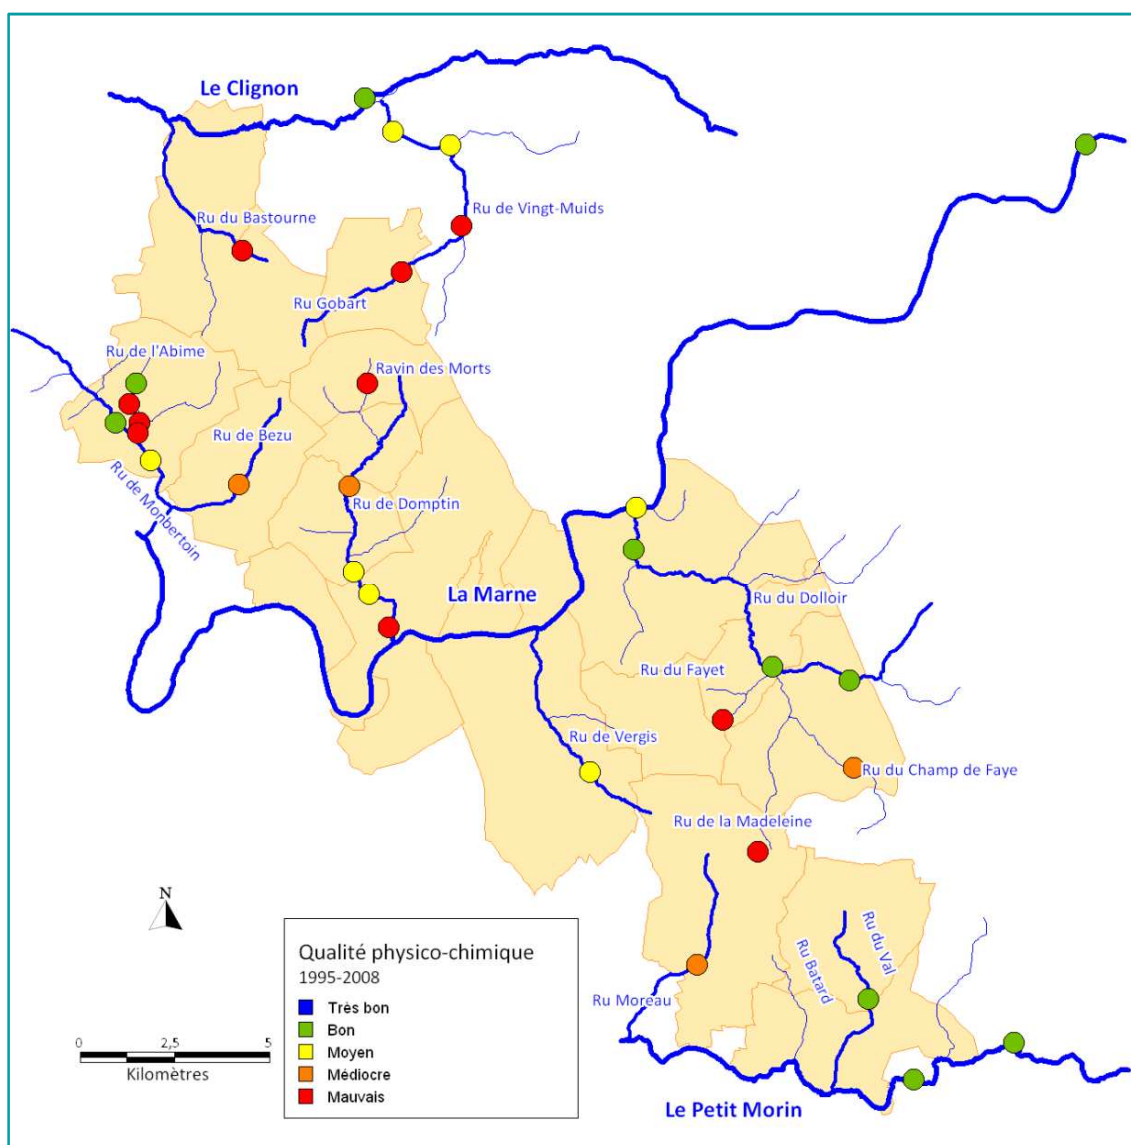 Le Clignon
Ru de Vingt-Muids
Ru du Bastourne
Ru Gobart
Ru de l'Abime
Ravin des Morts
Ru de Bezu
Ru de Monbertoin
Ru de Domptin
La Marne
Ru du Dolloir
Ru du Fayet
Ru de Vergis
Ru du Champ de Faye
Ru de la Madeleine
N
Ru du Val
Ru Batard
Ru Moreau
Le Petit Morin
Qualité physico-chimique
1995-2008
Très bon
Bon
Moyen
Médiocre
Mauvais
0 2,5 5
Kilomètres